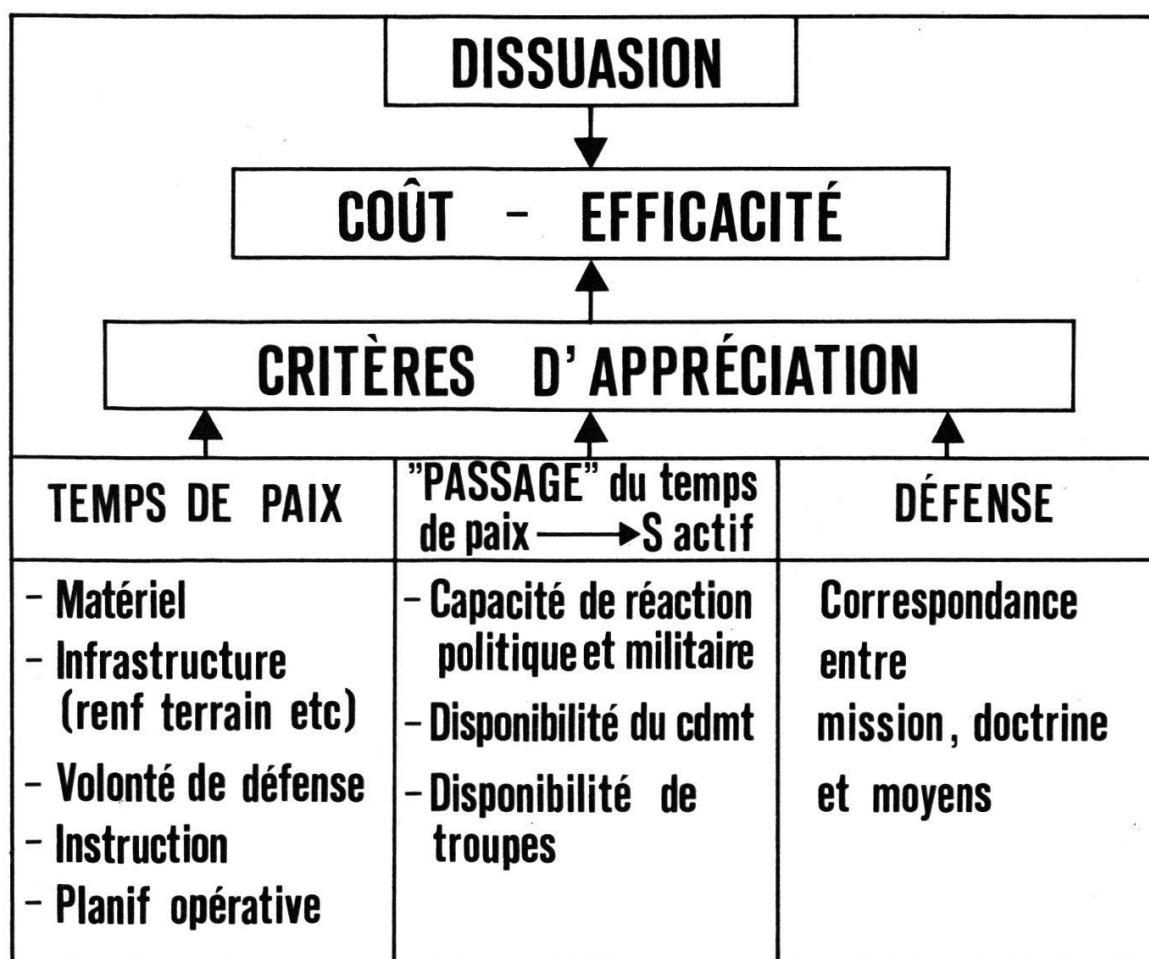 DISSUASION
COÛT - EFFICACITÉ
CRITÈRES D'APPRÉCIATION
TEMPS DE PAIX
"PASSAGE" du temps
de paix → S actif
DÉFENSE
- Matériel
- Infrastructure
(renf terrain etc)
- Volonté de défense
- Instruction
- Planif opérative
- Capacité de réaction
politique et militaire
- Disponibilité du cdmt
- Disponibilité de
troupes
Correspondance
entre
mission, doctrine
et moyens